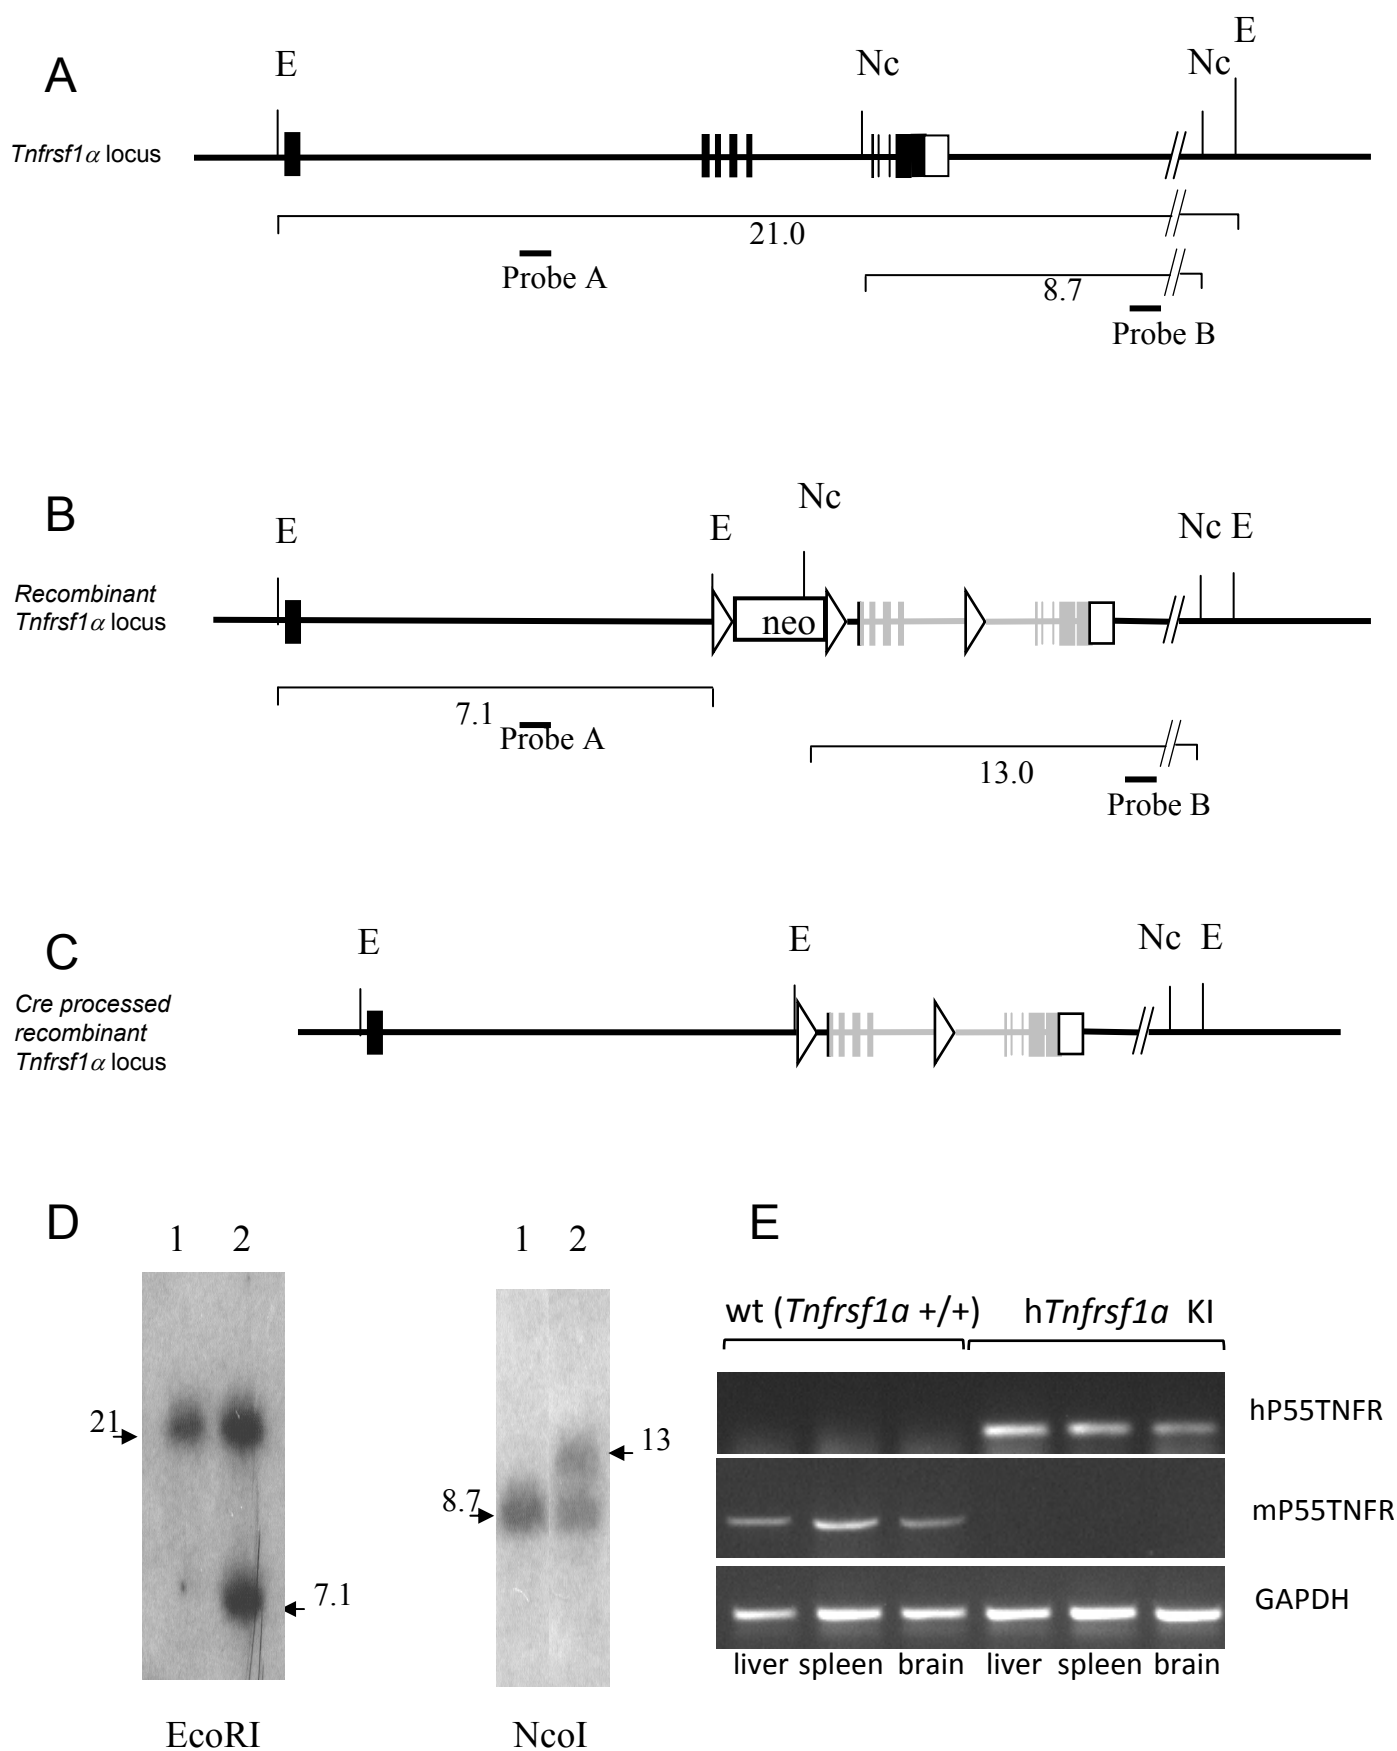 A
E
Nc
Nc
E
Tnfrsf1α locus
21.0
Probe A
8.7
Probe B
B
E
E
Nc
Nc E
Recombinant
Tnfrsf1α locus
neo
7.1
Probe A
13.0
Probe B
C
E
E
Nc E
Cre processed
recombinant
Tnfrsf1α locus
D
1 2
1 2
21
7.1
8.7
13
EcoRI
NcoI
E
wt (Tnfrsf1a +/+)
hTnfrsf1a KI
hP55TNFR
mP55TNFR
GAPDH
liver spleen brain liver spleen brain